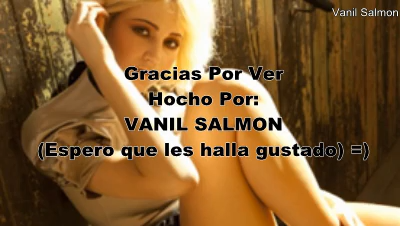 Vanil Salmon
Gracias Por Ver
Hocho Por:
VANIL SALMON
(Espero que les halla gustado) =)